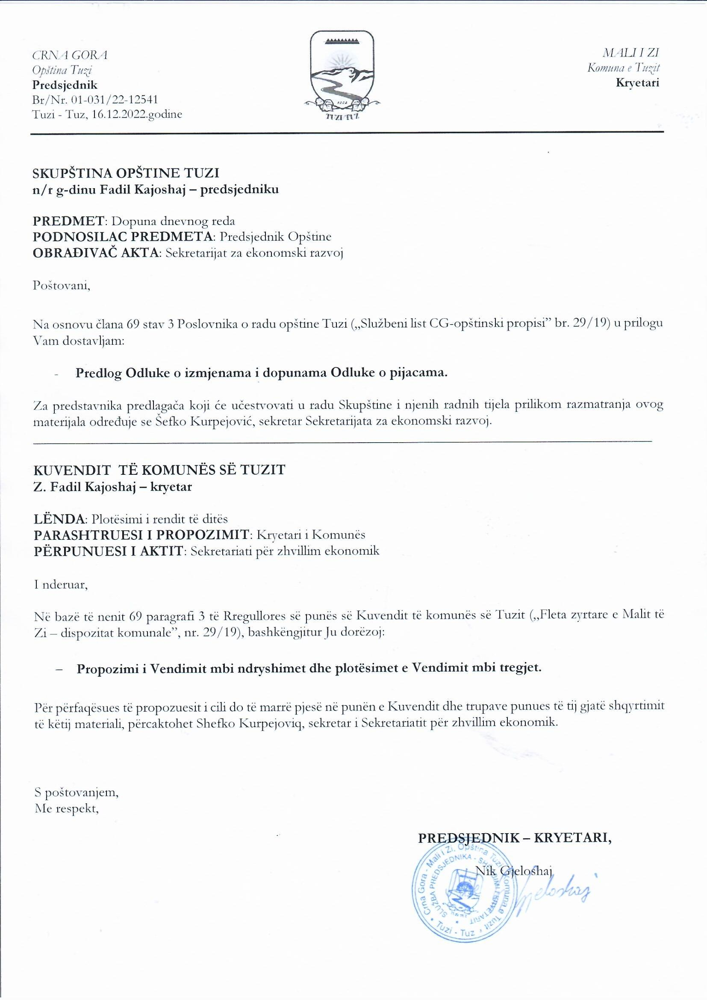 CRNA GORA
Opština Tuzi
Predsjednik
Br/Nr. 01-031/22-12541
Tuzi - Tuz, 16.12.2022.godine
TUZI TUZ
MALI I ZI
Komuna e Tuzit
Kryetari
SKUPŠTINA OPŠTINE TUZI
n/r g-dinu Fadil Kajoshaj – predsjedniku
PREDMET: Dopuna dnevnog reda
PODNOSILAC PREDMETA: Predsjednik Opštine
OBRAĐIVAČ AKTA: Sekretarijat za ekonomski razvoj
Poštovani,
Na osnovu člana 69 stav 3 Poslovnika o radu opštine Tuzi („Službeni list CG-opštinski propisi” br. 29/19) u prilogu
Vam dostavljam:
- Predlog Odluke o izmjenama i dopunama Odluke o pijacama.
Za predstavnika predlagača koji će učestvovati u radu Skupštine i njenih radnih tijela prilikom razmatranja ovog
materijala određuje se Šefko Kurpejović, sekretar Sekretarijata za ekonomski razvoj.
KUVENDIT TË KOMUNËS SË TUZIT
Z. Fadil Kajoshaj – kryetar
LËNDA: Plotësimi i rendit të ditës
PARASHTRUESI I PROPOZIMIT: Kryetari i Komunës
PËRPUNUESI I AKTIT: Sekretariati për zhvillim ekonomik
I nderuar,
Në bazë të nenit 69 paragrafi 3 të Rregullores së punës së Kuvendit të komunës së Tuzit („Fleta zyrtare e Malit të
Zi – dispozitat komunale”, nr. 29/19), bashkëngjitur Ju dorëzoj:
– Propozimi i Vendimit mbi ndryshimet dhe plotësimet e Vendimit mbi tregjet.
Për përfaqësues të propozuesit i cili do të marrë pjesë në punën e Kuvendit dhe trupave punues të tij gjatë shqyrtimit
të këtij materiali, përcaktohet Shefko Kurpejoviq, sekretar i Sekretariatit për zhvillim ekonomik.
S poštovanjem,
Me respekt,
PREDSJEDNIK – KRYETARI,
Nik Gjeloshaj
Gjeloshaj
Crna Gora - Mali i Zi, Opština Tuzi Komuna e Tuzit
SLUŽBA PREDSJEDNIKA - SHËRBIMI I KRYETARIT
Tuzi - Tuz